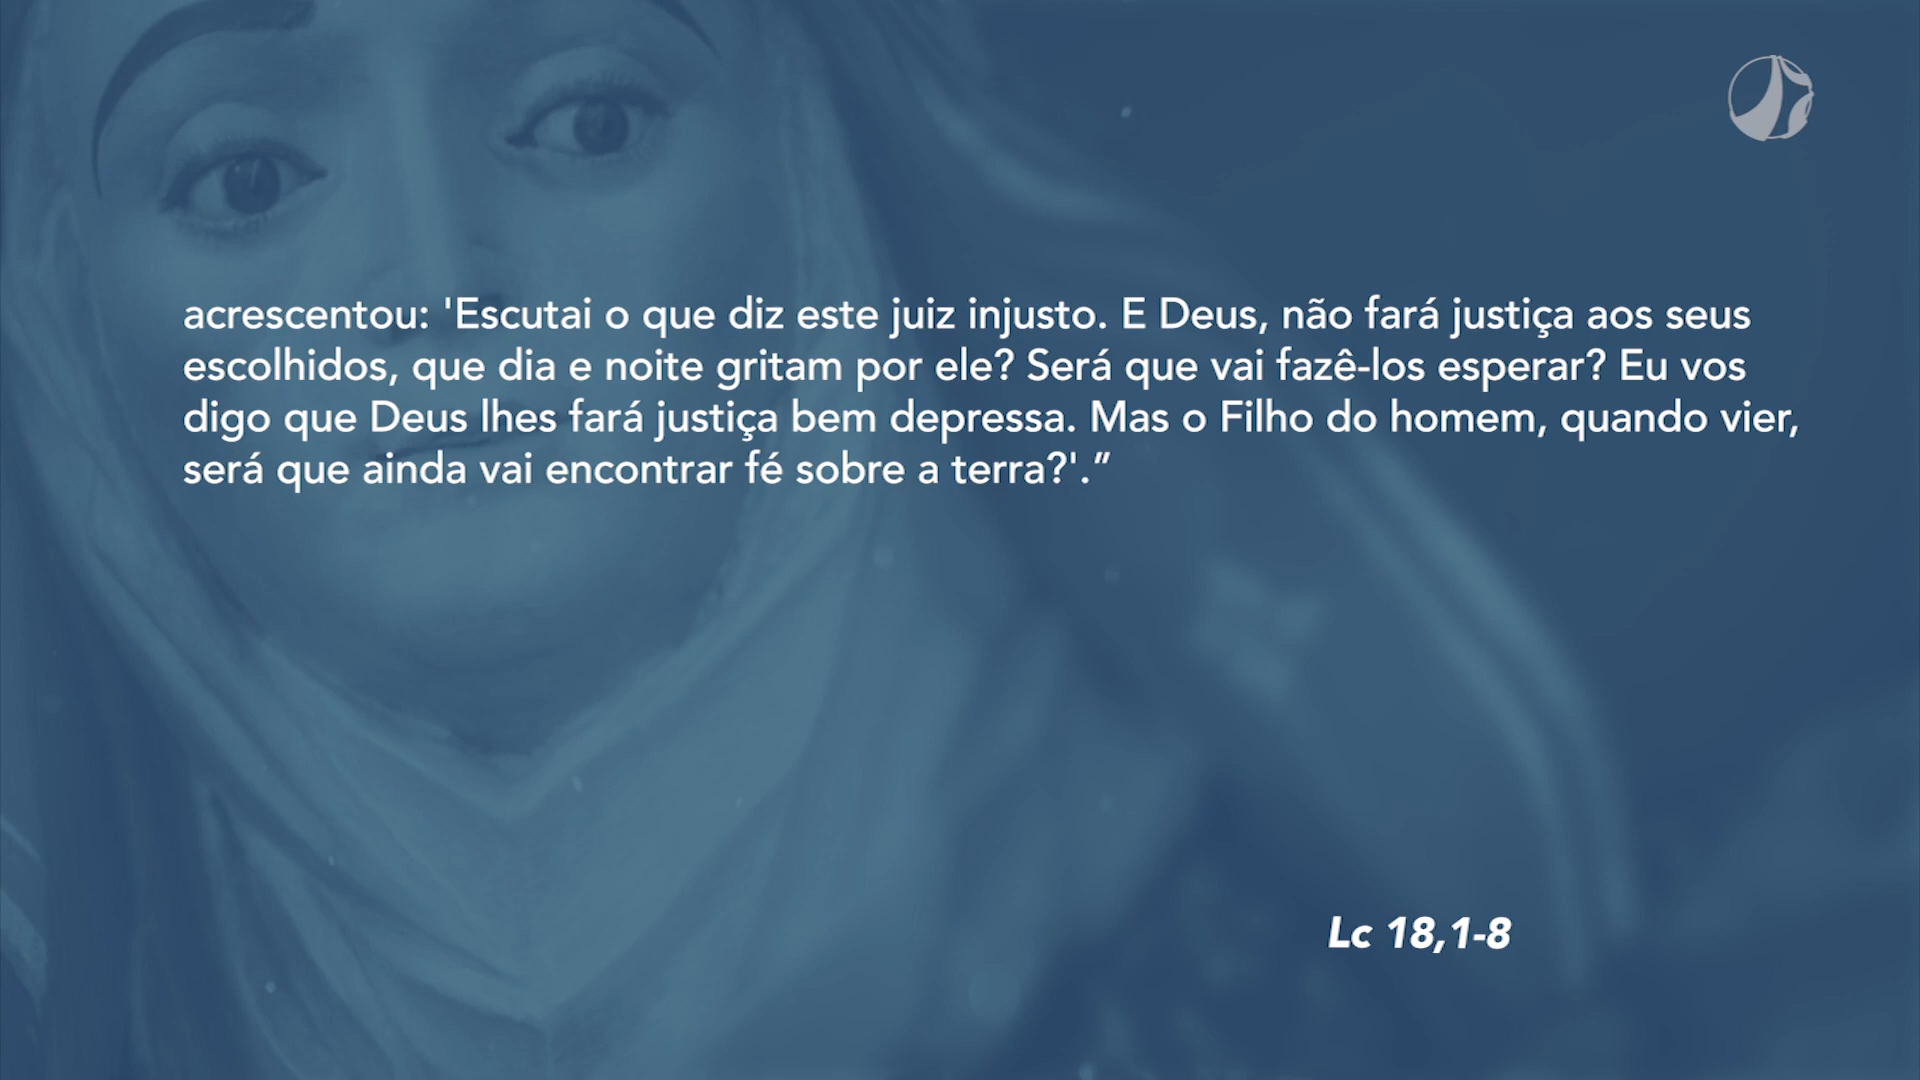 acrescentou: 'Escutai o que diz este juiz injusto. E Deus, não fará justiça aos seus
escolhidos, que dia e noite gritam por ele? Será que vai fazê-los esperar? Eu vos
digo que Deus lhes fará justiça bem depressa. Mas o Filho do homem, quando vier,
será que ainda vai encontrar fé sobre a terra?'.”
Lc 18,1-8